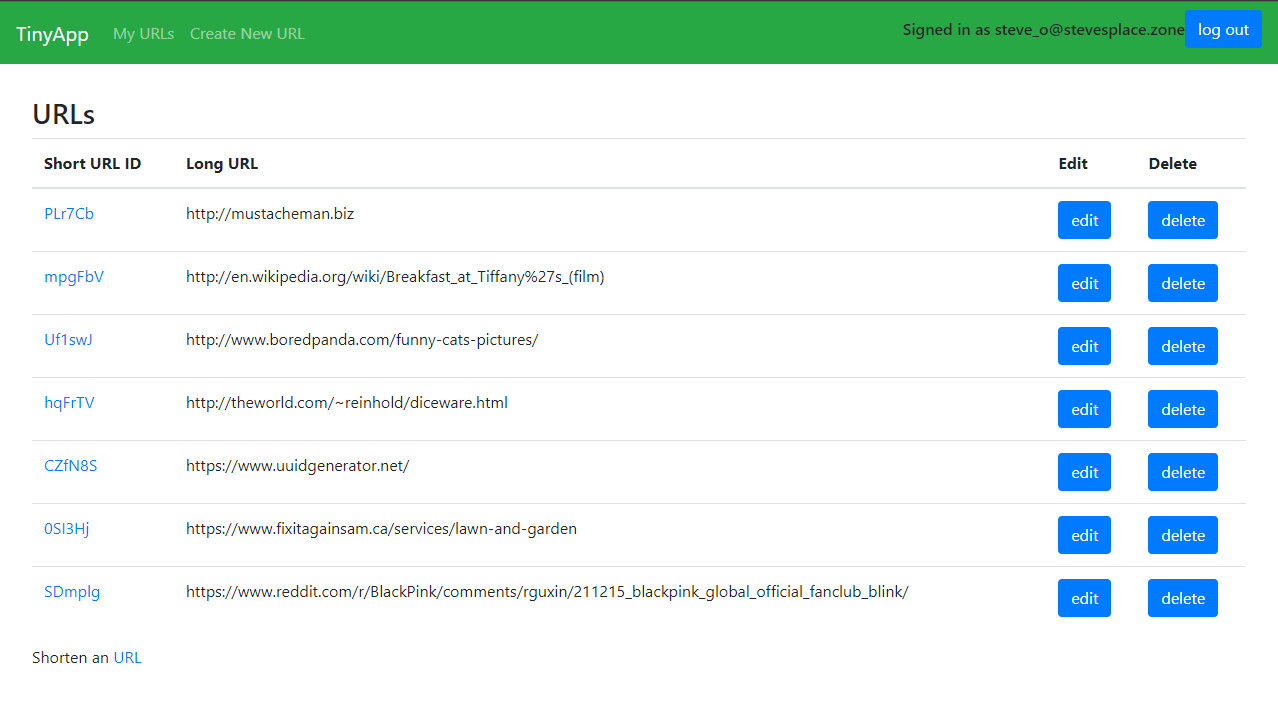 TinyApp My URLs Create New URL Signed in as steve_o@stevesplace.zone log out
URLs
Short URL ID Long URL Edit Delete
PLr7Cb http://mustacheman.biz edit delete
mpgFbV http://en.wikipedia.org/wiki/Breakfast_at_Tiffany%27s_(film) edit delete
Uf1swJ http://www.boredpanda.com/funny-cats-pictures/ edit delete
hqFrTV http://theworld.com/~reinhold/diceware.html edit delete
CZfN8S https://www.uuidgenerator.net/ edit delete
0SI3Hj https://www.fixitagainsam.ca/services/lawn-and-garden edit delete
SDmplg https://www.reddit.com/r/BlackPink/comments/rguxin/211215_blackpink_global_official_fanclub_blink/ edit delete
Shorten an URL